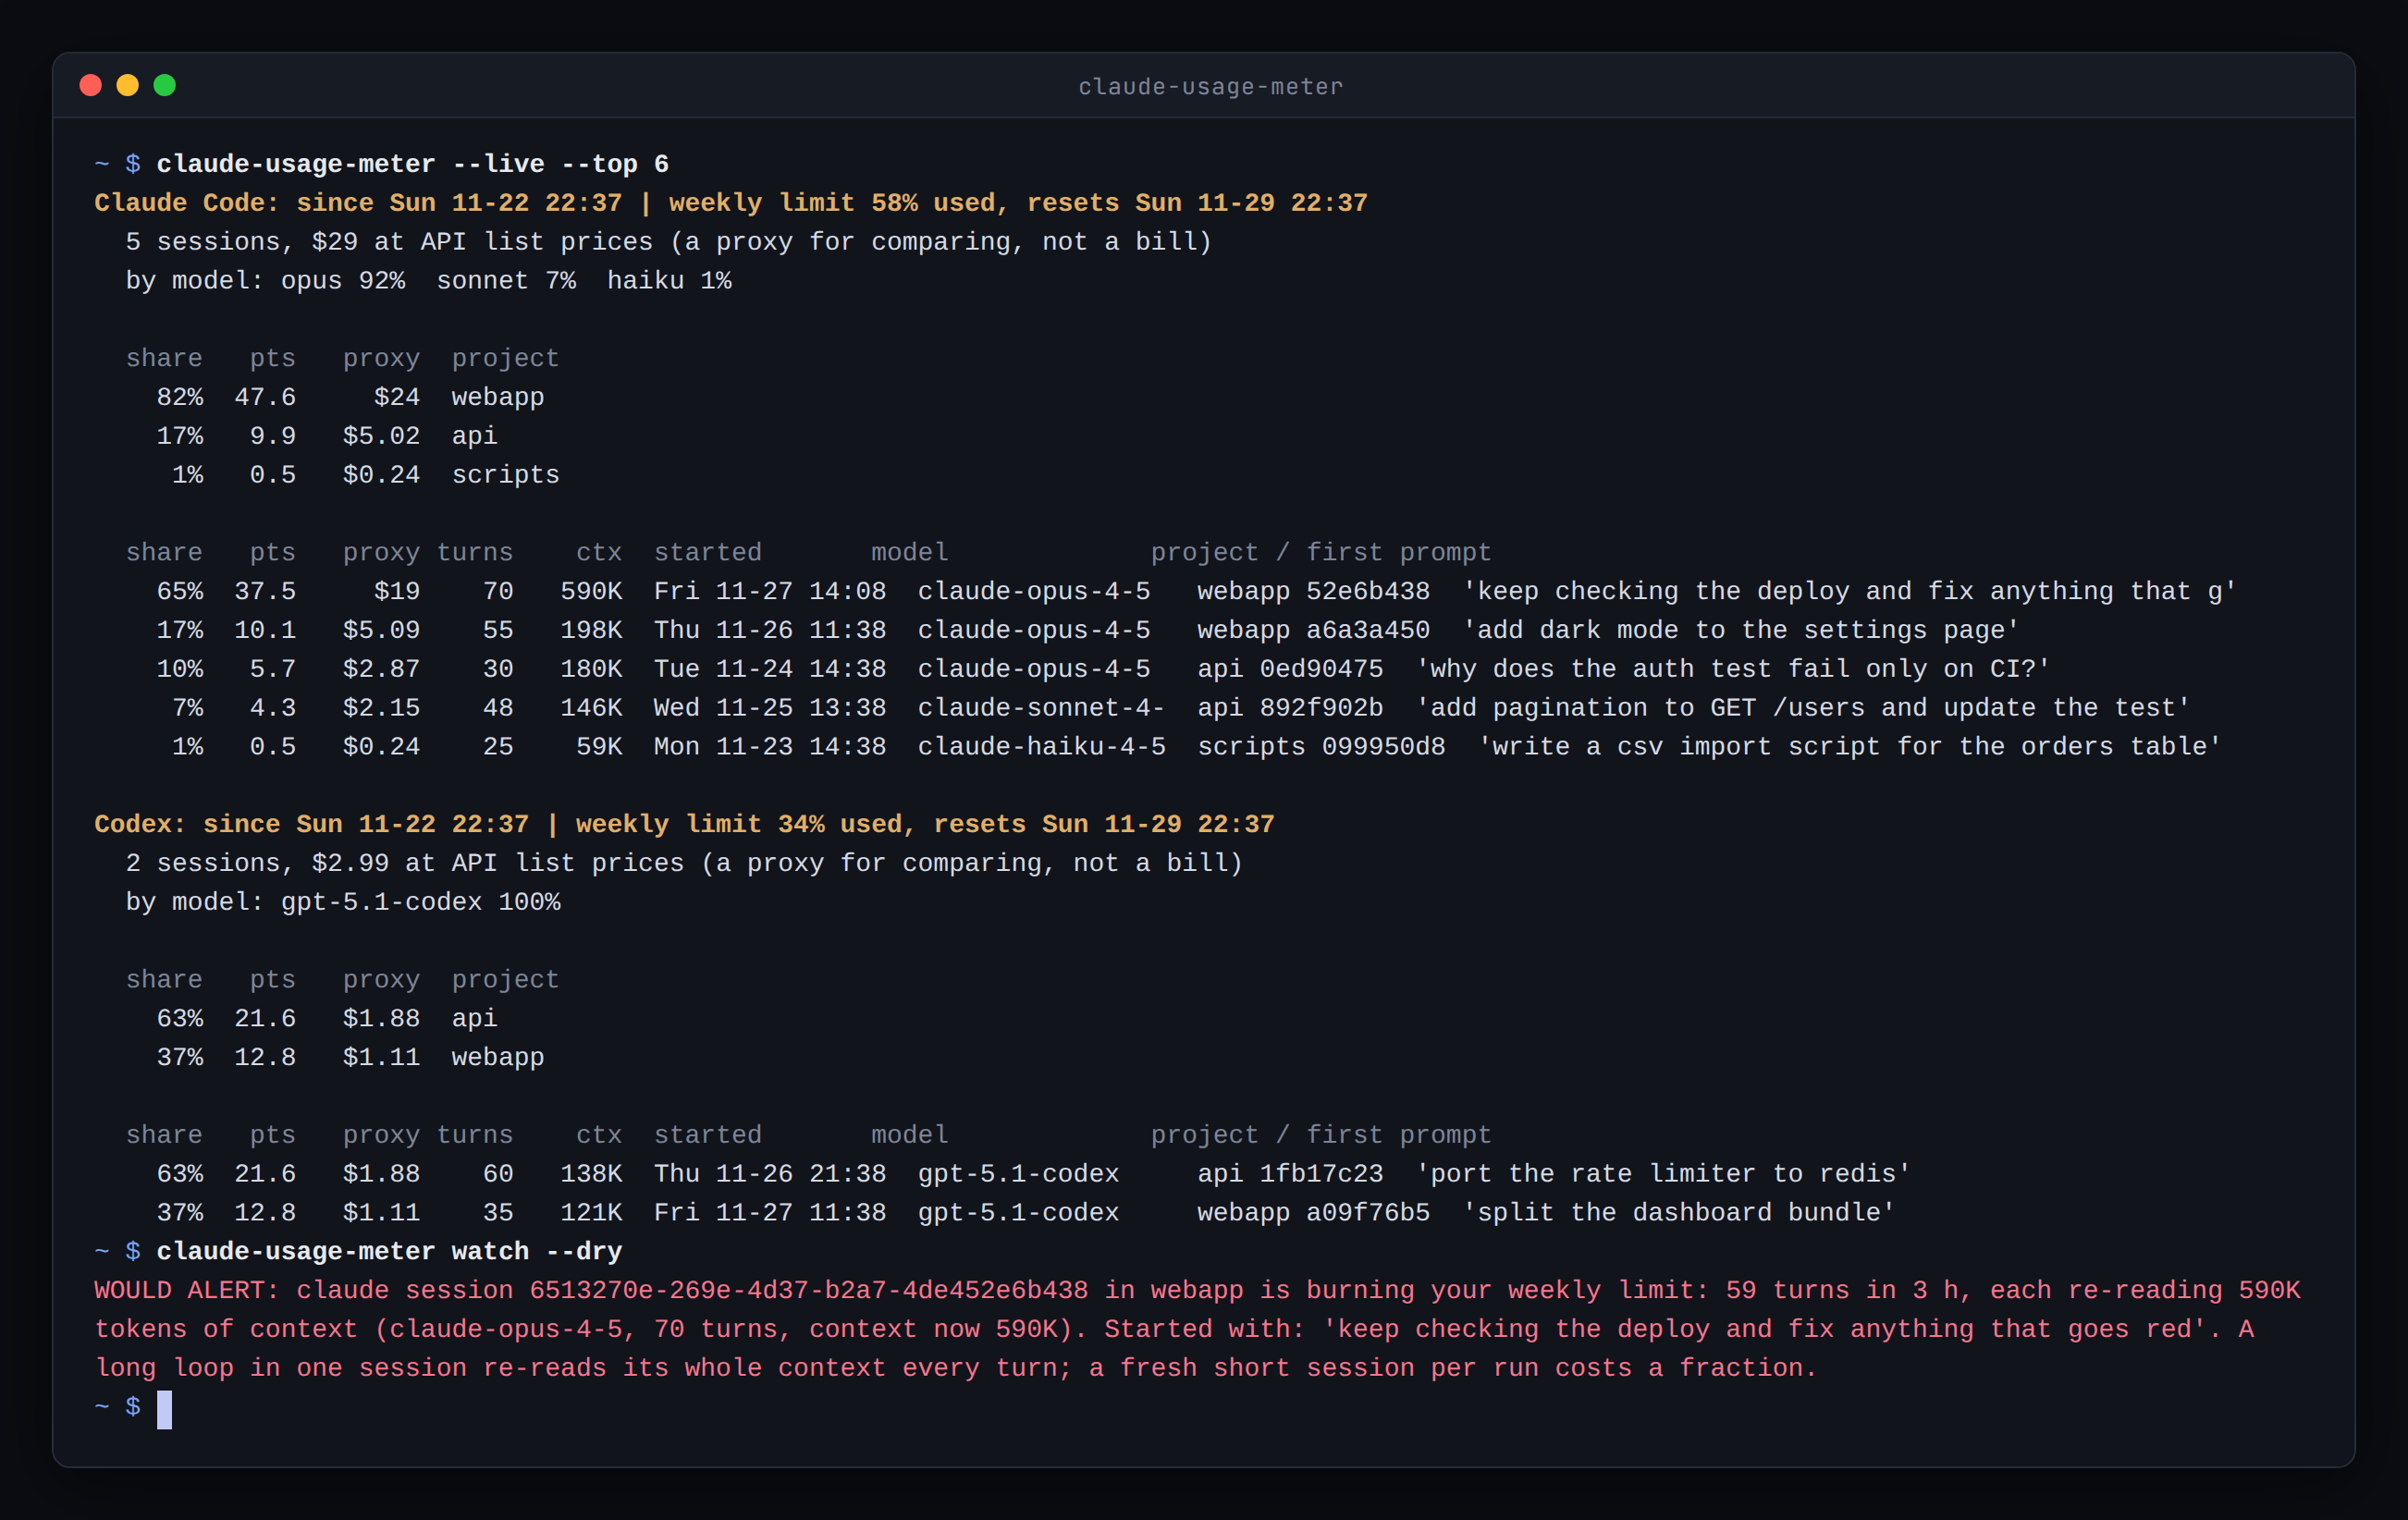 claude-usage-meter
~ $ claude-usage-meter --live --top 6
Claude Code: since Sun 11-22 22:37 | weekly limit 58% used, resets Sun 11-29 22:37
  5 sessions, $29 at API list prices (a proxy for comparing, not a bill)
  by model: opus 92%  sonnet 7%  haiku 1%

  share   pts   proxy  project
    82%  47.6     $24  webapp
    17%   9.9   $5.02  api
     1%   0.5   $0.24  scripts

  share   pts   proxy turns    ctx  started       model             project / first prompt
    65%  37.5     $19    70   590K  Fri 11-27 14:08  claude-opus-4-5   webapp 52e6b438  'keep checking the deploy and fix anything that g'
    17%  10.1   $5.09    55   198K  Thu 11-26 11:38  claude-opus-4-5   webapp a6a3a450  'add dark mode to the settings page'
    10%   5.7   $2.87    30   180K  Tue 11-24 14:38  claude-opus-4-5   api 0ed90475  'why does the auth test fail only on CI?'
     7%   4.3   $2.15    48   146K  Wed 11-25 13:38  claude-sonnet-4-  api 892f902b  'add pagination to GET /users and update the test'
     1%   0.5   $0.24    25    59K  Mon 11-23 14:38  claude-haiku-4-5  scripts 099950d8  'write a csv import script for the orders table'

Codex: since Sun 11-22 22:37 | weekly limit 34% used, resets Sun 11-29 22:37
  2 sessions, $2.99 at API list prices (a proxy for comparing, not a bill)
  by model: gpt-5.1-codex 100%

  share   pts   proxy  project
    63%  21.6   $1.88  api
    37%  12.8   $1.11  webapp

  share   pts   proxy turns    ctx  started       model             project / first prompt
    63%  21.6   $1.88    60   138K  Thu 11-26 21:38  gpt-5.1-codex     api 1fb17c23  'port the rate limiter to redis'
    37%  12.8   $1.11    35   121K  Fri 11-27 11:38  gpt-5.1-codex     webapp a09f76b5  'split the dashboard bundle'
~ $ claude-usage-meter watch --dry
WOULD ALERT: claude session 6513270e-269e-4d37-b2a7-4de452e6b438 in webapp is burning your weekly limit: 59 turns in 3 h, each re-reading 590K
tokens of context (claude-opus-4-5, 70 turns, context now 590K). Started with: 'keep checking the deploy and fix anything that goes red'. A
long loop in one session re-reads its whole context every turn; a fresh short session per run costs a fraction.
~ $